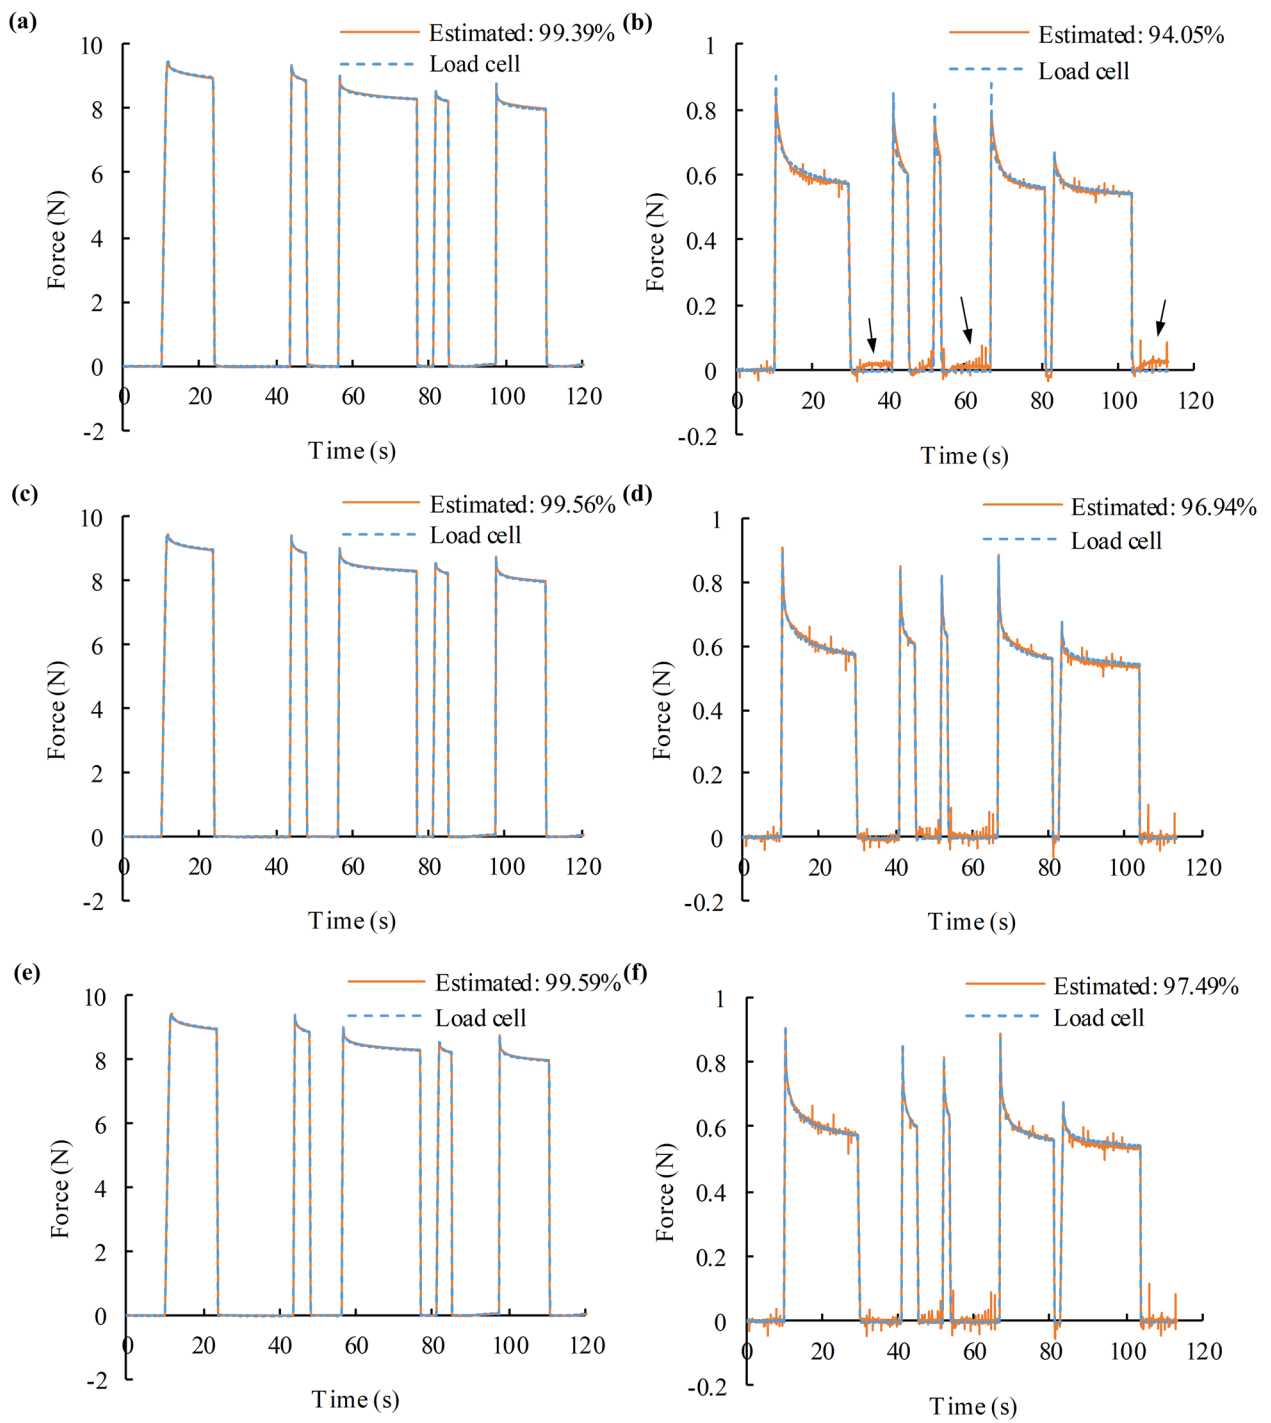 (a)
Estimated: 99.39%
Load cell
10
8
6
4
2
0
-2
Force (N)
0 20 40 60 80 100 120
Time (s)
(b)
Estimated: 94.05%
Load cell
1
0.8
0.6
0.4
0.2
0
-0.2
Force (N)
0 20 40 60 80 100 120
Time (s)
(c)
Estimated: 99.56%
Load cell
10
8
6
4
2
0
-2
Force (N)
0 20 40 60 80 100 120
Time (s)
(d)
Estimated: 96.94%
Load cell
1
0.8
0.6
0.4
0.2
0
-0.2
Force (N)
0 20 40 60 80 100 120
Time (s)
(e)
Estimated: 99.59%
Load cell
10
8
6
4
2
0
-2
Force (N)
0 20 40 60 80 100 120
Time (s)
(f)
Estimated: 97.49%
Load cell
1
0.8
0.6
0.4
0.2
0
-0.2
Force (N)
0 20 40 60 80 100 120
Time (s)